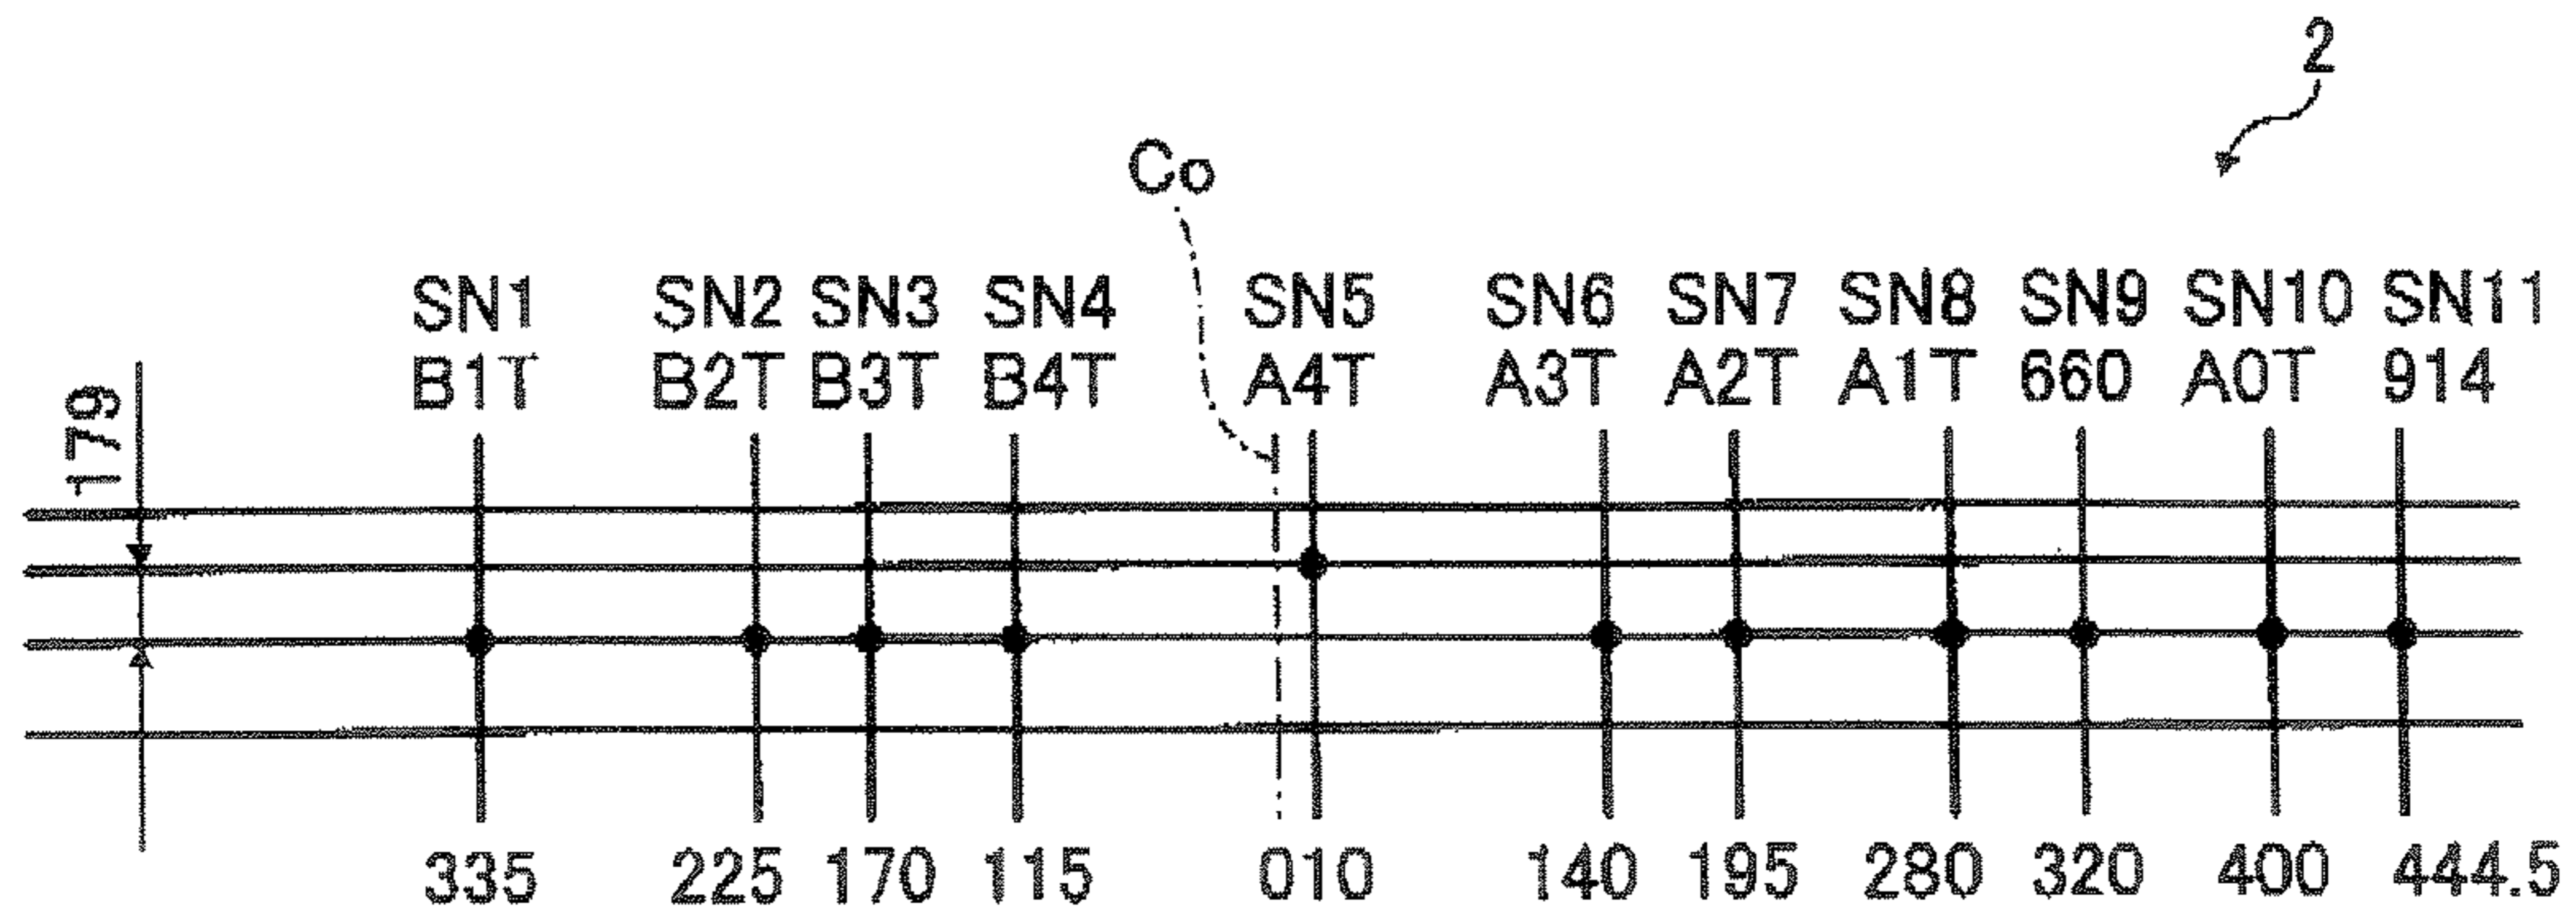 2
Co
SN1 SN2 SN3 SN4 SN5 SN6 SN7 SN8 SN9 SN10 SN11
B1T B2T B3T B4T A4T A3T A2T A1T 660 A0T 914
179
335 225 170 115 010 140 195 280 320 400 444.5